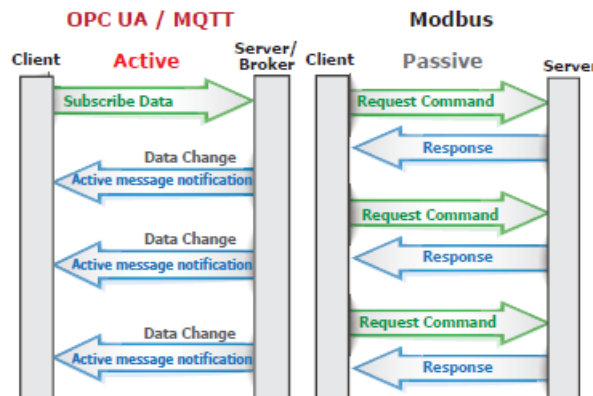 OPC UA / MQTT
Client
Active
Server/
Broker
Subscribe Data
Data Change
Active message notification
Data Change
Active message notification
Data Change
Active message notification
Modbus
Client
Passive
Server
Request Command
Response
Request Command
Response
Request Command
Response